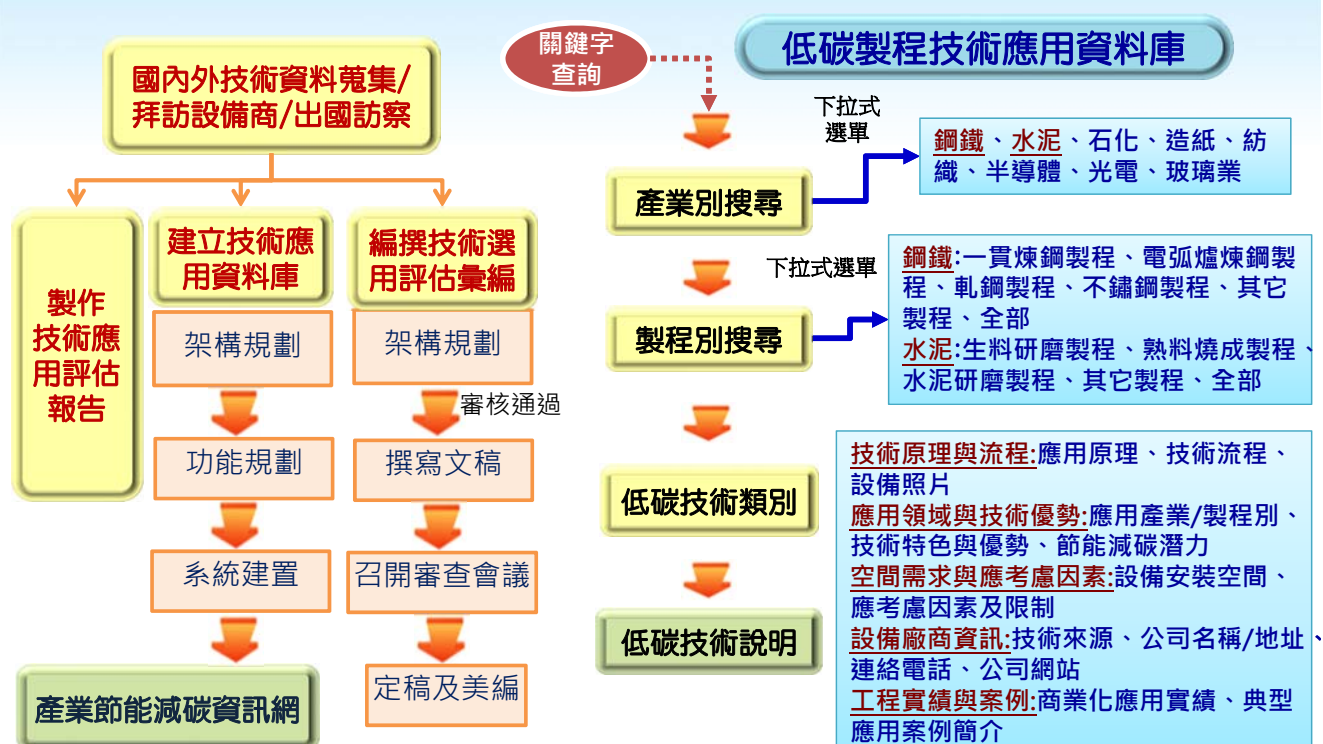 國內外技術資料蒐集/
拜訪設備商/出國訪察
製作
技術應
用評估
報告
建立技術應
用資料庫
架構規劃
功能規劃
系統建置
產業節能減碳資訊網
編撰技術選
用評估彙編
架構規劃
審核通過
撰寫文稿
召開審查會議
定稿及美編
關鍵字
查詢
低碳製程技術應用資料庫
產業別搜尋
下拉式
選單
鋼鐵、水泥、石化、造紙、紡
織、半導體、光電、玻璃業
製程別搜尋
下拉式選單
鋼鐵:一貫煉鋼製程、電弧爐煉鋼製
程、軋鋼製程、不鏽鋼製程、其它
製程、全部
水泥:生料研磨製程、熟料燒成製程、
水泥研磨製程、其它製程、全部
低碳技術類別
低碳技術說明
技術原理與流程:應用原理、技術流程、
設備照片
應用領域與技術優勢:應用產業/製程別、
技術特色與優勢、節能減碳潛力
空間需求與應考慮因素:設備安裝空間、
應考慮因素及限制
設備廠商資訊:技術來源、公司名稱/地址、
連絡電話、公司網站
工程實績與案例:商業化應用實績、典型
應用案例簡介